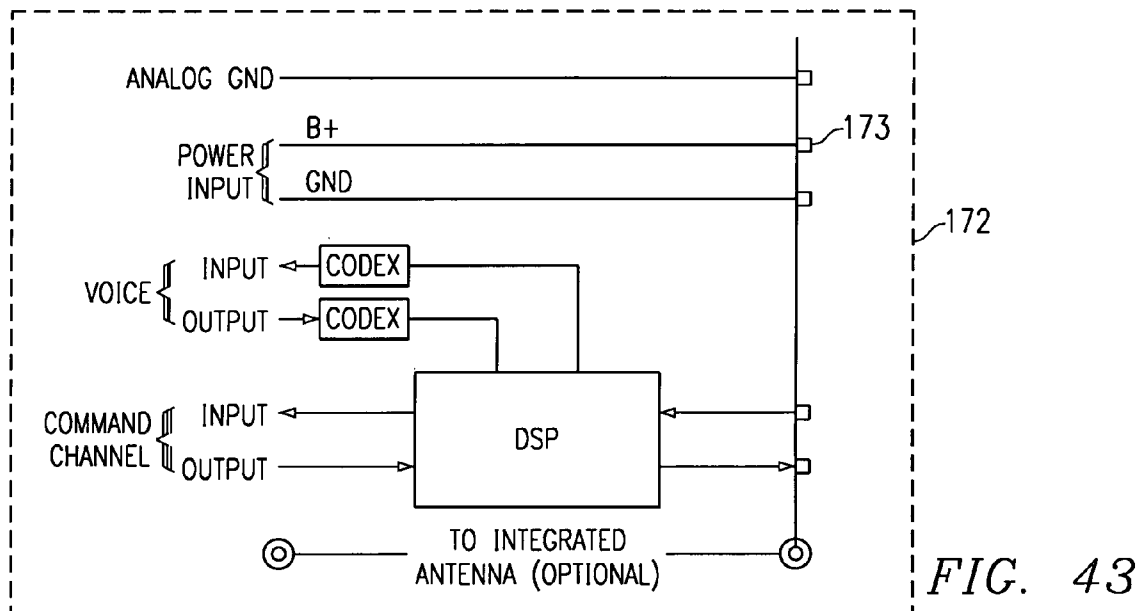 ANALOG GND
B+
173
POWER
INPUT
GND
172
INPUT
CODEX
VOICE
OUTPUT
CODEX
COMMAND
CHANNEL
INPUT
DSP
OUTPUT
TO INTEGRATED
ANTENNA (OPTIONAL)
FIG. 43